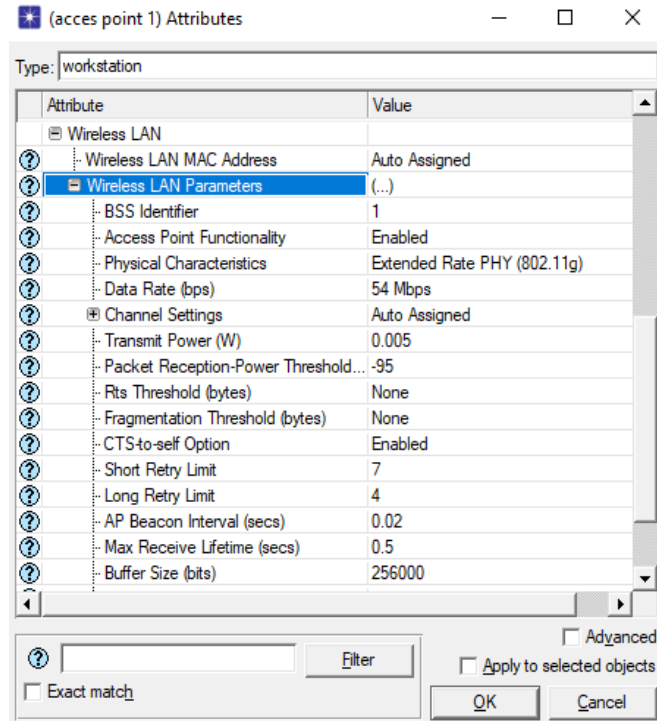 (acces point 1) Attributes
Type: workstation
Attribute Value
Wireless LAN
Wireless LAN MAC Address Auto Assigned
Wireless LAN Parameters (...)
BSS Identifier 1
Access Point Functionality Enabled
Physical Characteristics Extended Rate PHY (802.11g)
Data Rate (bps) 54 Mbps
Channel Settings Auto Assigned
Transmit Power (W) 0.005
Packet Reception-Power Threshold... -95
Rts Threshold (bytes) None
Fragmentation Threshold (bytes) None
CTS-to-self Option Enabled
Short Retry Limit 7
Long Retry Limit 4
AP Beacon Interval (secs) 0.02
Max Receive Lifetime (secs) 0.5
Buffer Size (bits) 256000
Advanced
Filter Apply to selected objects
Exact match OK Cancel